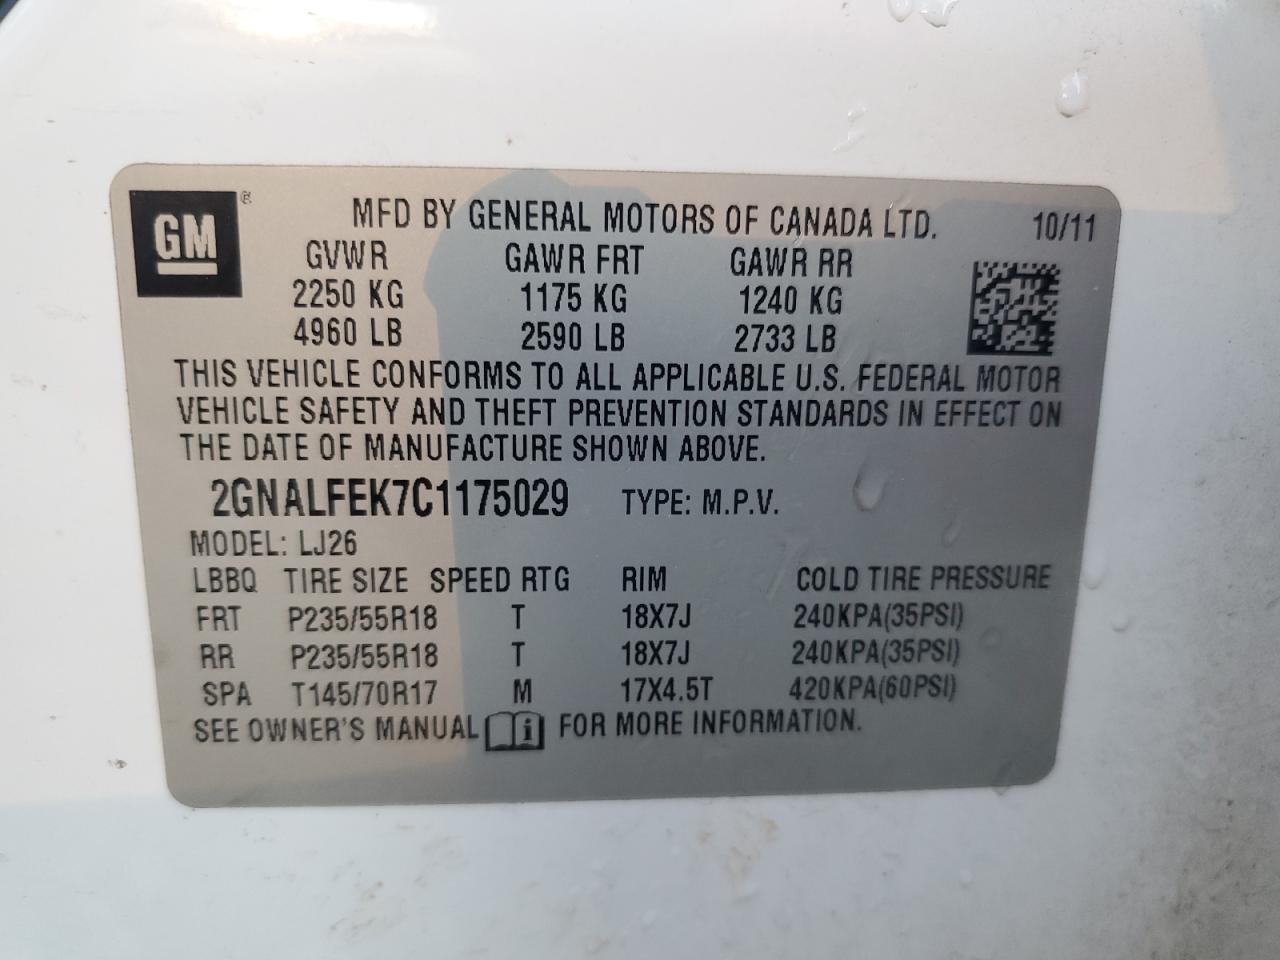 GM ® MFD BY GENERAL MOTORS OF CANADA LTD. 10/11
GVWR GAWR FRT GAWR RR
2250 KG 1175 KG 1240 KG
4960 LB 2590 LB 2733 LB
THIS VEHICLE CONFORMS TO ALL APPLICABLE U.S. FEDERAL MOTOR
VEHICLE SAFETY AND THEFT PREVENTION STANDARDS IN EFFECT ON
THE DATE OF MANUFACTURE SHOWN ABOVE.
2GNALFEK7C1175029 TYPE: M.P.V.
MODEL: LJ26
LBBQ TIRE SIZE SPEED RTG RIM COLD TIRE PRESSURE
FRT P235/55R18 T 18X7J 240KPA(35PSI)
RR P235/55R18 T 18X7J 240KPA(35PSI)
SPA T145/70R17 M 17X4.5T 420KPA(60PSI)
SEE OWNER'S MANUAL i FOR MORE INFORMATION.